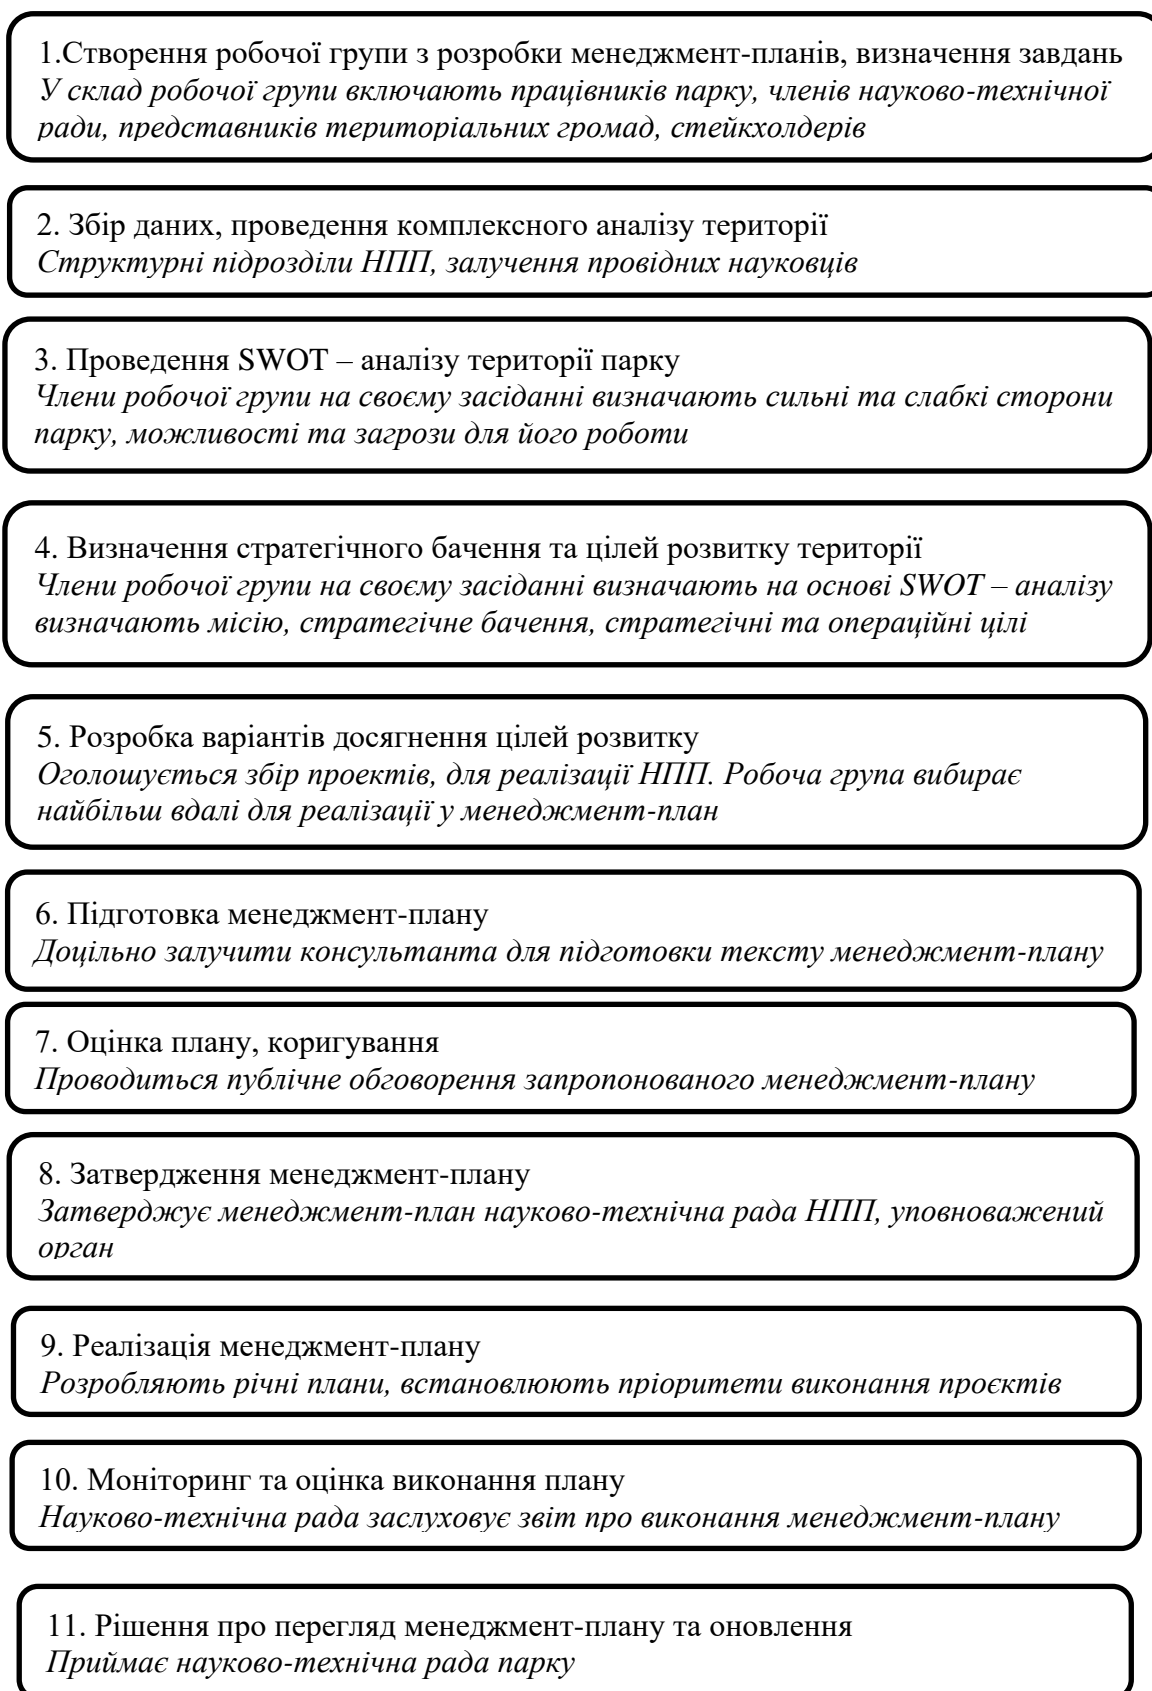 1.Створення робочої групи з розробки менеджмент-планів, визначення завдань
У склад робочої групи включають працівників парку, членів науково-технічної
ради, представників територіальних громад, стейкхолдерів
2. Збір даних, проведення комплексного аналізу території
Структурні підрозділи НПП, залучення провідних науковців
3. Проведення SWOT – аналізу території парку
Члени робочої групи на своєму засіданні визначають сильні та слабкі сторони
парку, можливості та загрози для його роботи
4. Визначення стратегічного бачення та цілей розвитку території
Члени робочої групи на своєму засіданні визначають на основі SWOT – аналізу
визначають місію, стратегічне бачення, стратегічні та операційні цілі
5. Розробка варіантів досягнення цілей розвитку
Оголошується збір проектів, для реалізації НПП. Робоча група вибирає
найбільш вдалі для реалізації у менеджмент-план
6. Підготовка менеджмент-плану
Доцільно залучити консультанта для підготовки тексту менеджмент-плану
7. Оцінка плану, коригування
Проводиться публічне обговорення запропонованого менеджмент-плану
8. Затвердження менеджмент-плану
Затверджує менеджмент-план науково-технічна рада НПП, уповноважений
орган
9. Реалізація менеджмент-плану
Розробляють річні плани, встановлюють пріоритети виконання проєктів
10. Моніторинг та оцінка виконання плану
Науково-технічна рада заслуховує звіт про виконання менеджмент-плану
11. Рішення про перегляд менеджмент-плану та оновлення
Приймає науково-технічна рада парку